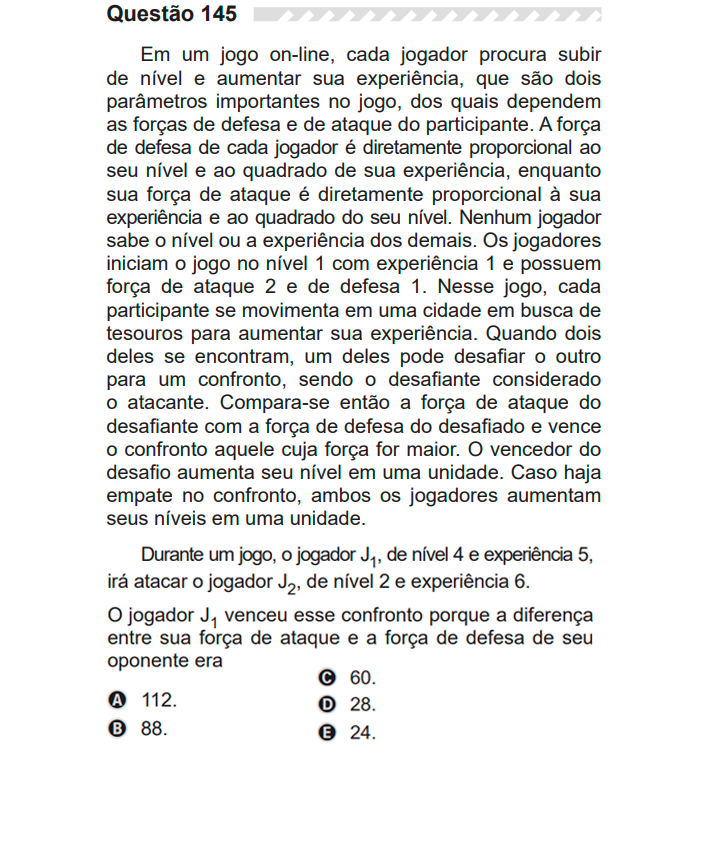 Questão 145
Em um jogo on-line, cada jogador procura subir
de nível e aumentar sua experiência, que são dois
parâmetros importantes no jogo, dos quais dependem
as forças de defesa e de ataque do participante. A força
de defesa de cada jogador é diretamente proporcional ao
seu nível e ao quadrado de sua experiência, enquanto
sua força de ataque é diretamente proporcional à sua
experiência e ao quadrado do seu nível. Nenhum jogador
sabe o nível ou a experiência dos demais. Os jogadores
iniciam o jogo no nível 1 com experiência 1 e possuem
força de ataque 2 e de defesa 1. Nesse jogo, cada
participante se movimenta em uma cidade em busca de
tesouros para aumentar sua experiência. Quando dois
deles se encontram, um deles pode desafiar o outro
para um confronto, sendo o desafiante considerado
o atacante. Compara-se então a força de ataque do
desafiante com a força de defesa do desafiado e vence
o confronto aquele cuja força for maior. O vencedor do
desafio aumenta seu nível em uma unidade. Caso haja
empate no confronto, ambos os jogadores aumentam
seus níveis em uma unidade.
Durante um jogo, o jogador J₁, de nível 4 e experiência 5,
irá atacar o jogador J₂, de nível 2 e experiência 6.
O jogador J₁ venceu esse confronto porque a diferença
entre sua força de ataque e a força de defesa de seu
oponente era
A 112.
B 88.
C 60.
D 28.
E 24.